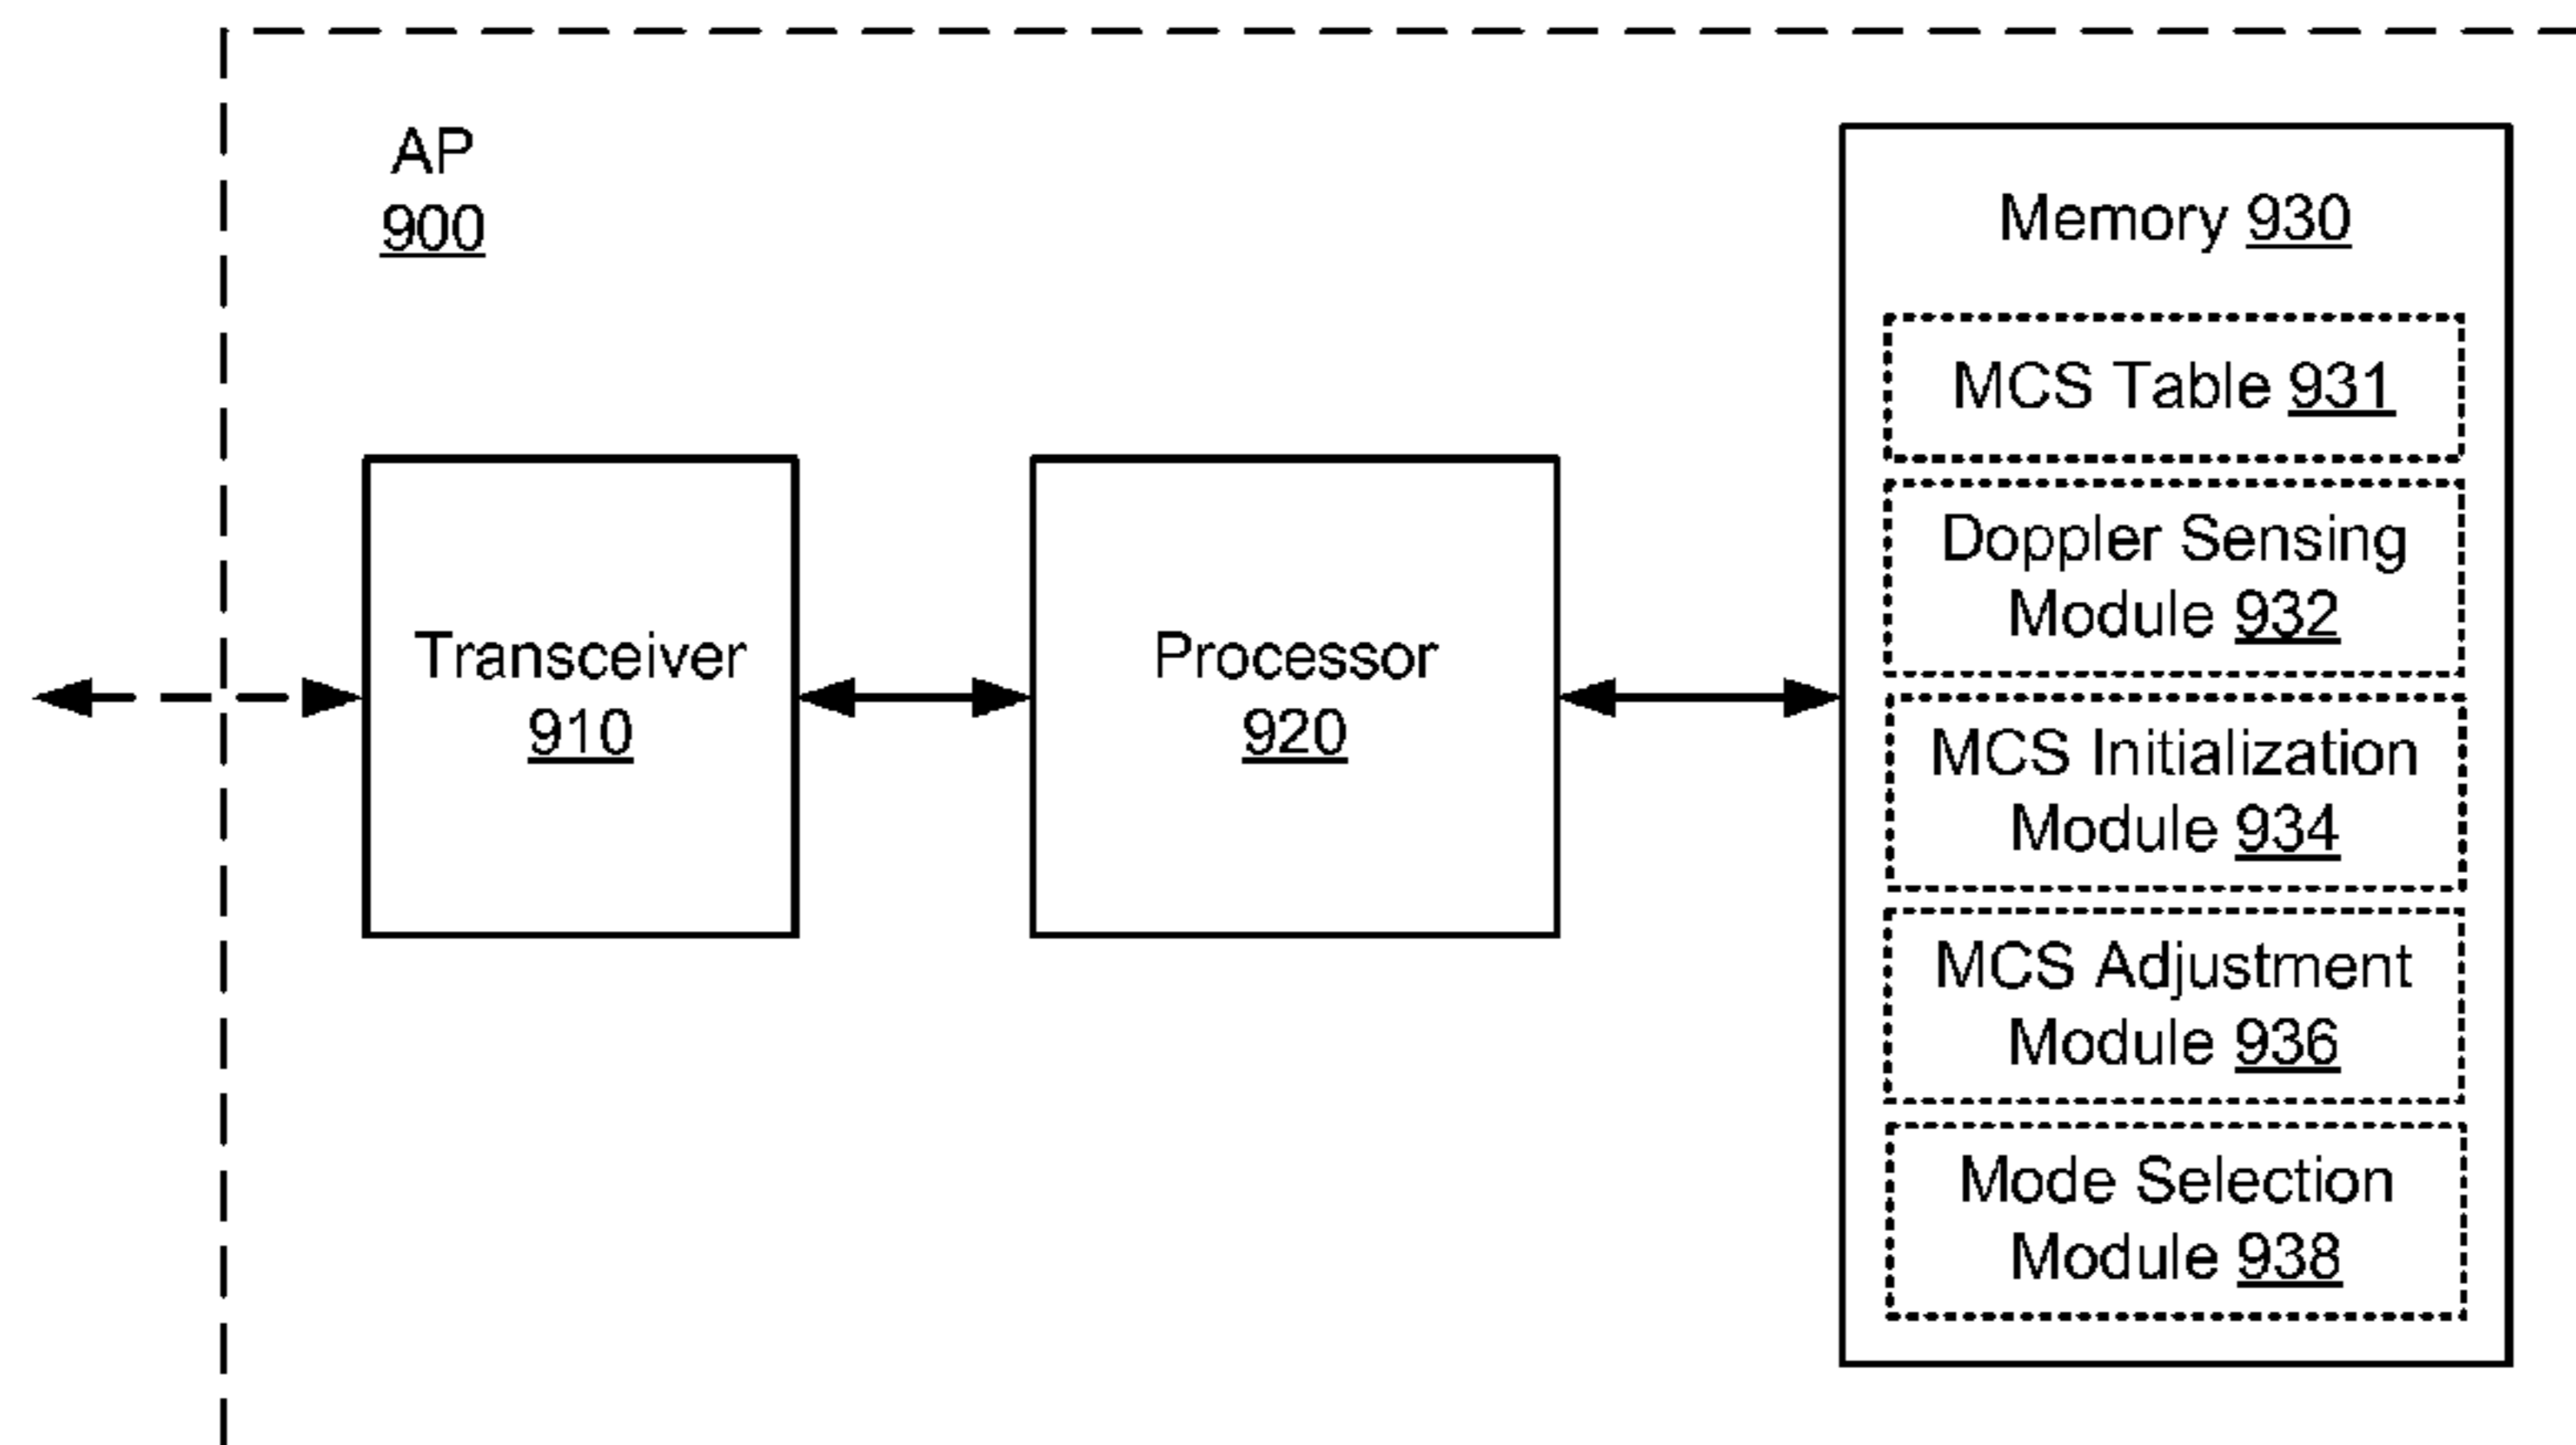 AP
900
Transceiver
910
Processor
920
Memory 930
MCS Table 931
Doppler Sensing
Module 932
MCS Initialization
Module 934
MCS Adjustment
Module 936
Mode Selection
Module 938